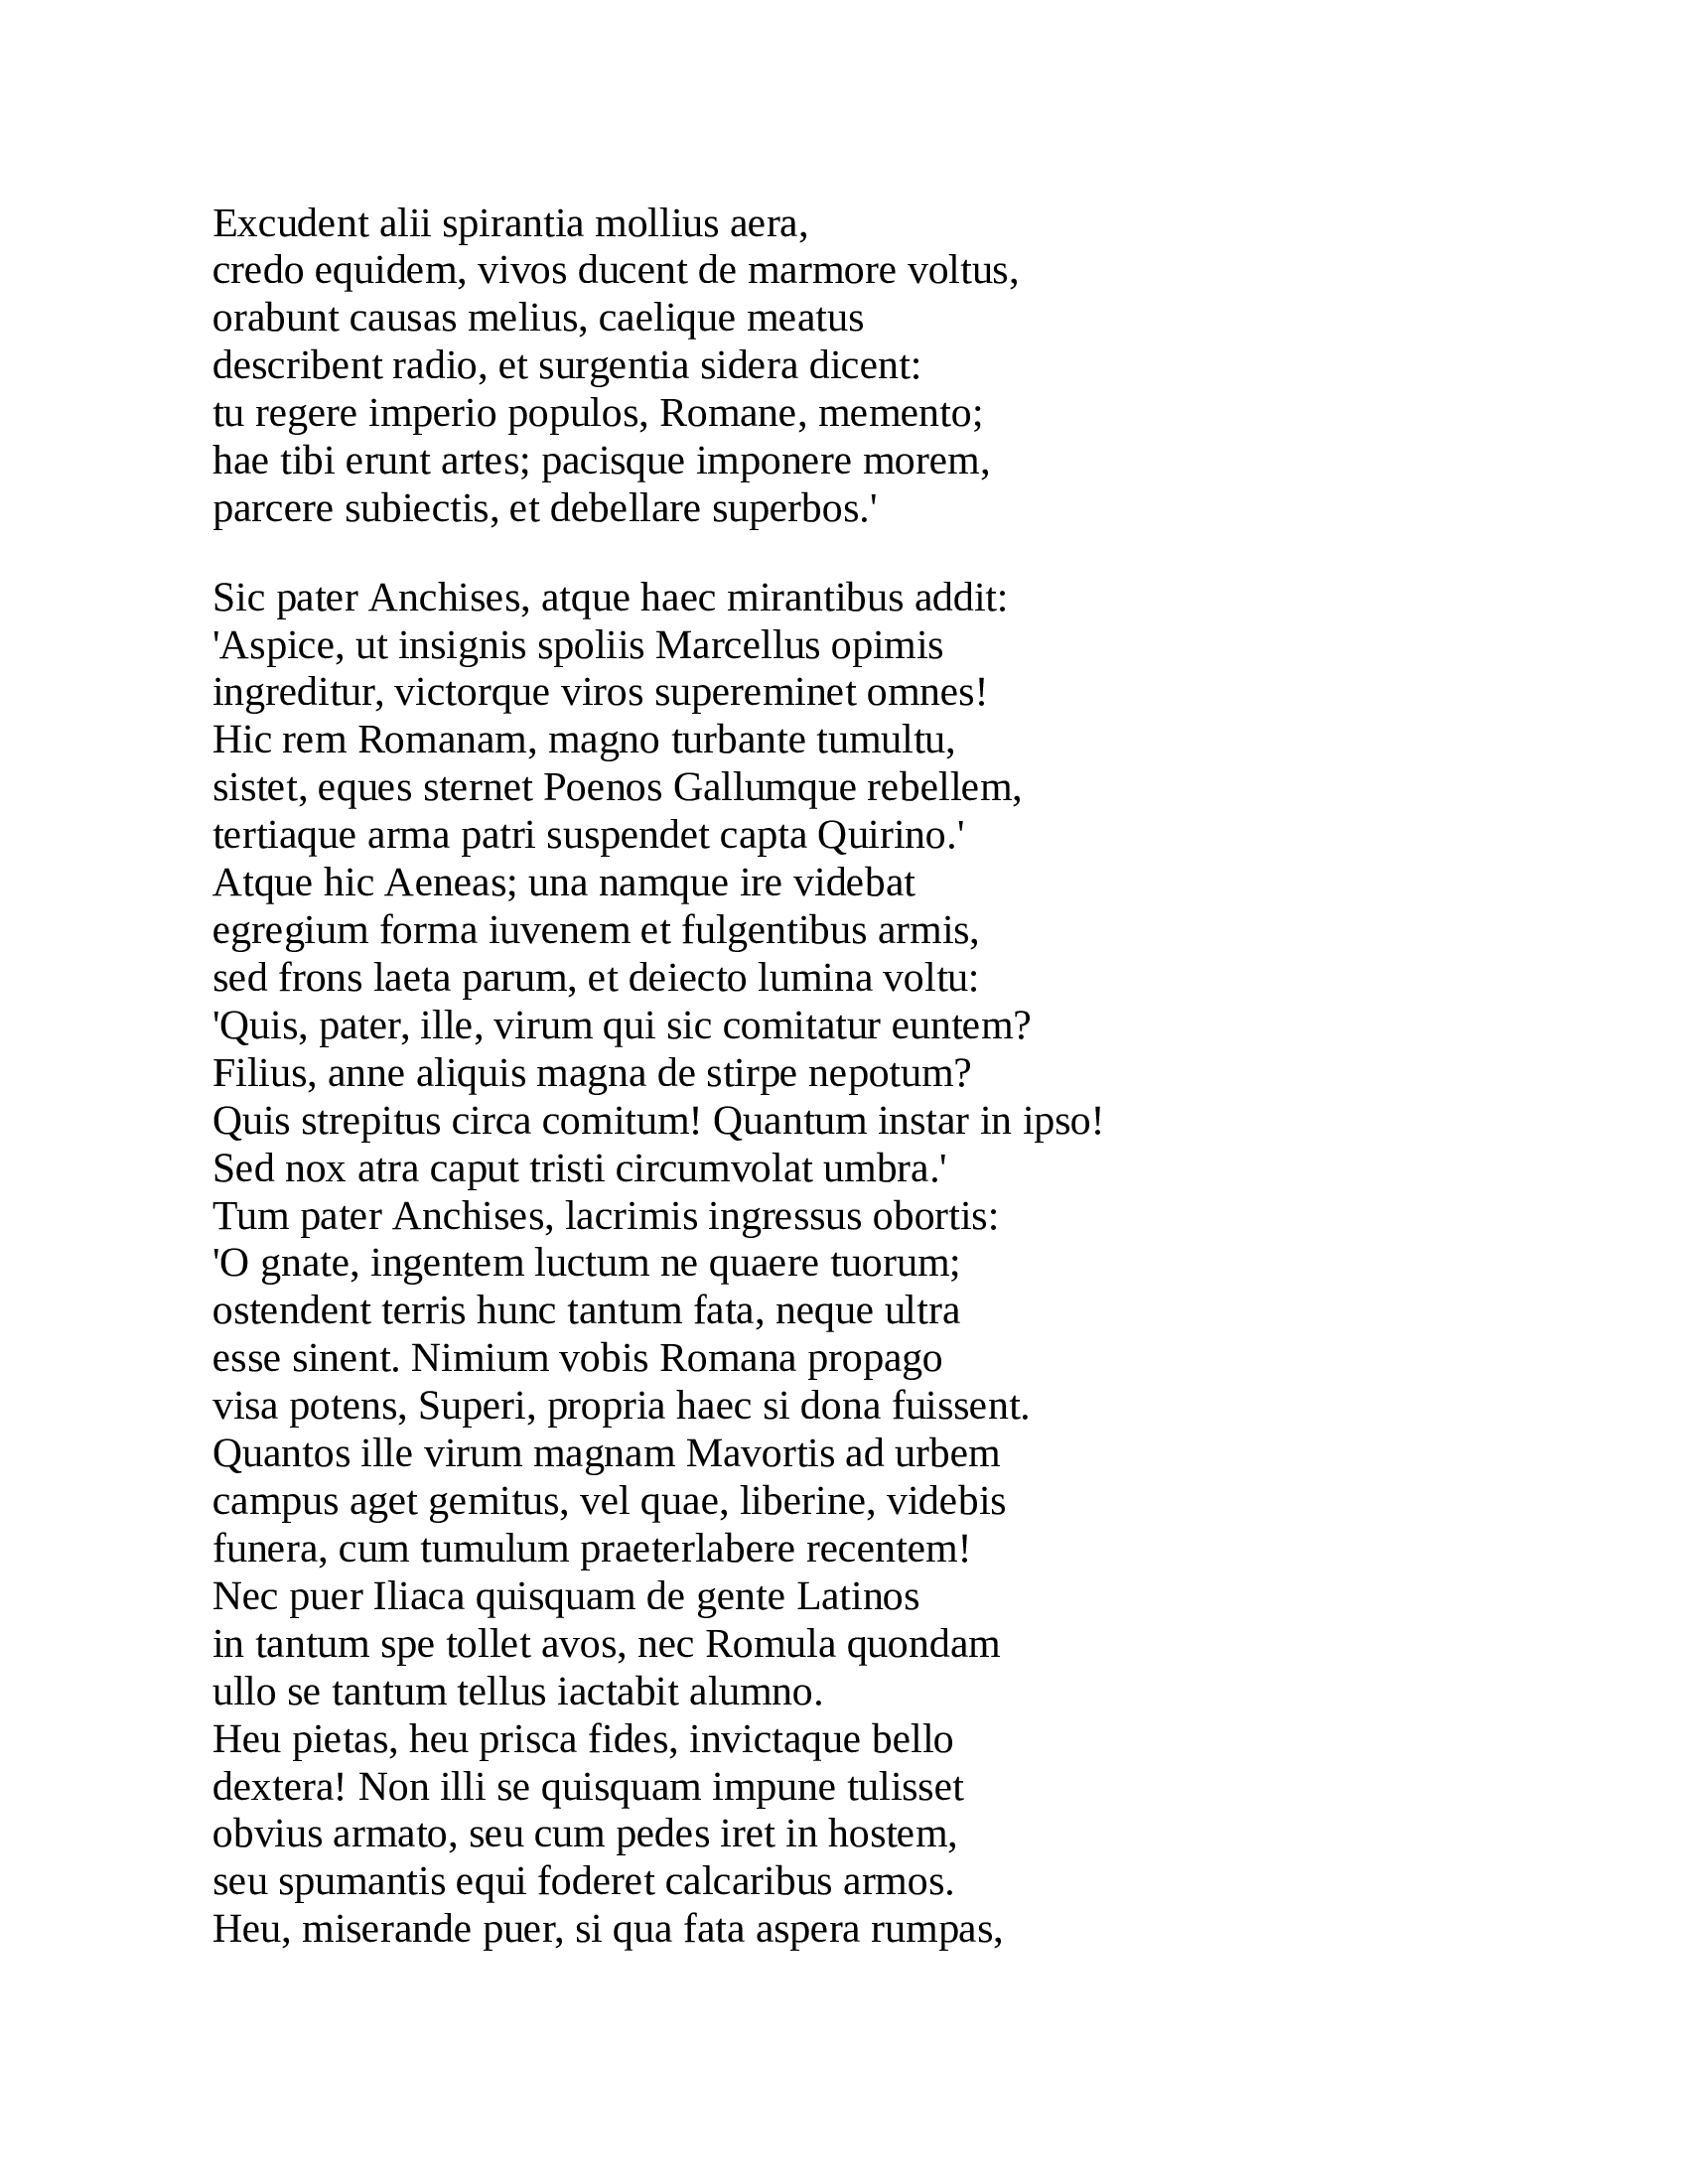 Excudent alii spirantia mollius aera,
credo equidem, vivos ducent de marmore voltus,
orabunt causas melius, caelique meatus
describent radio, et surgentia sidera dicent:
tu regere imperio populos, Romane, memento;
hae tibi erunt artes; pacisque imponere morem,
parcere subiectis, et debellare superbos.'
Sic pater Anchises, atque haec mirantibus addit:
'Aspice, ut insignis spoliis Marcellus opimis
ingreditur, victorque viros supereminet omnes!
Hic rem Romanam, magno turbante tumultu,
sistet, eques sternet Poenos Gallumque rebellem,
tertiaque arma patri suspendet capta Quirino.'
Atque hic Aeneas; una namque ire videbat
egregium forma iuvenem et fulgentibus armis,
sed frons laeta parum, et deiecto lumina voltu:
'Quis, pater, ille, virum qui sic comitatur euntem?
Filius, anne aliquis magna de stirpe nepotum?
Quis strepitus circa comitum! Quantum instar in ipso!
Sed nox atra caput tristi circumvolat umbra.'
Tum pater Anchises, lacrimis ingressus obortis:
'O gnate, ingentem luctum ne quaere tuorum;
ostendent terris hunc tantum fata, neque ultra
esse sinent. Nimium vobis Romana propago
visa potens, Superi, propria haec si dona fuissent.
Quantos ille virum magnam Mavortis ad urbem
campus aget gemitus, vel quae, liberine, videbis
funera, cum tumulum praeterlabere recentem!
Nec puer Iliaca quisquam de gente Latinos
in tantum spe tollet avos, nec Romula quondam
ullo se tantum tellus iactabit alumno.
Heu pietas, heu prisca fides, invictaque bello
dextera! Non illi se quisquam impune tulisset
obvius armato, seu cum pedes iret in hostem,
seu spumantis equi foderet calcaribus armos.
Heu, miserande puer, si qua fata aspera rumpas,